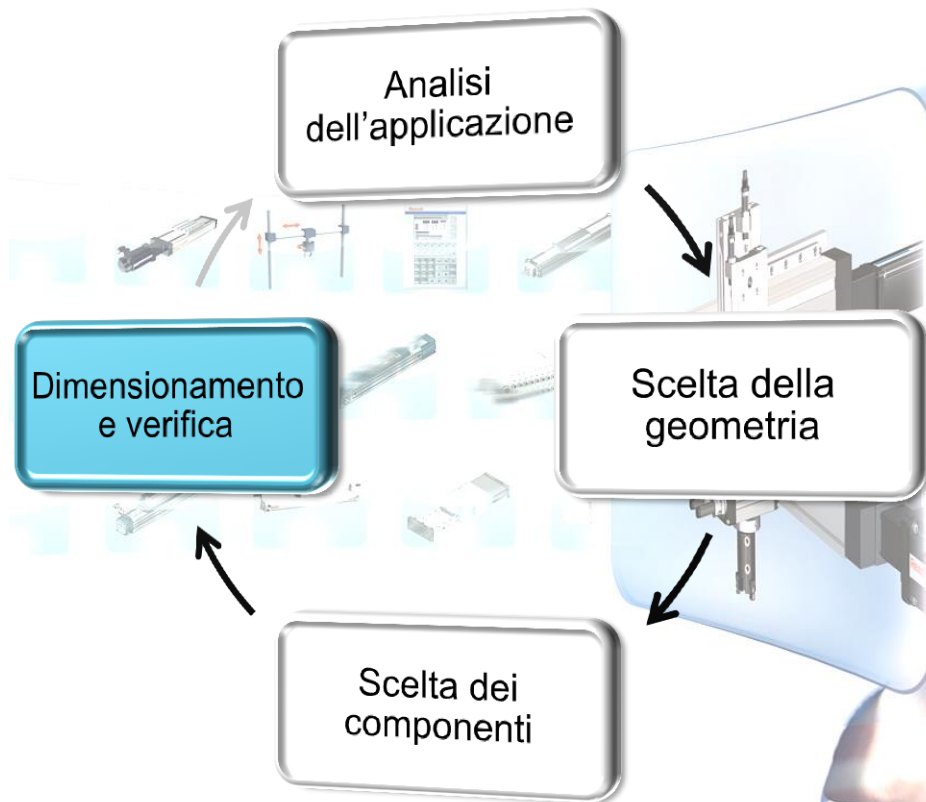 Analisi
dell’applicazione
Scelta della
geometria
Dimensionamento
e verifica
Scelta dei
componenti